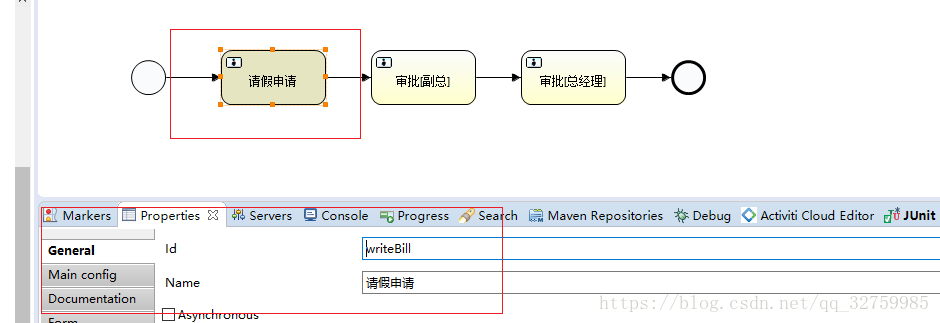 请假申请
审批[副总]
审批[总经理]
Markers
Properties
Servers
Console
Progress
Search
Maven Repositories
Debug
Activiti Cloud Editor
JUnit
General
Id
writeBill
Main config
Name
请假申请
Documentation
https://blog.csdn.net/qq_32759985
Asynchronous
Form